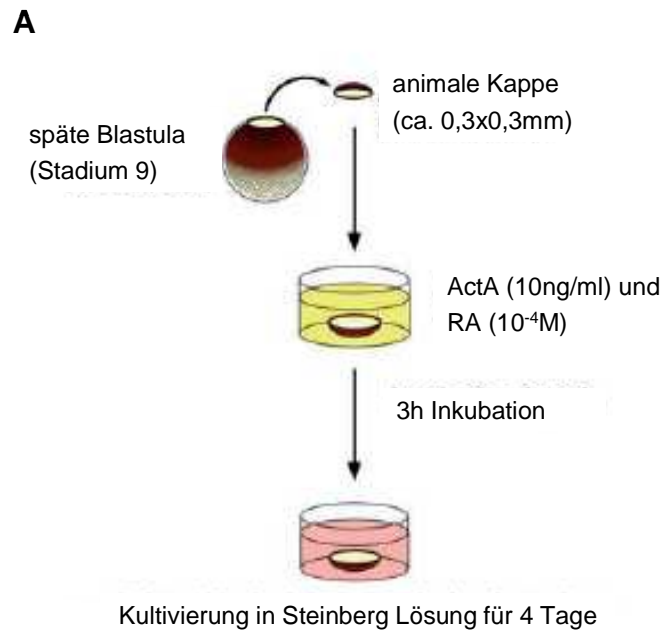 A
animale Kappe
(ca. 0,3x0,3mm)
späte Blastula
(Stadium 9)
ActA (10ng/ml) und
RA (10⁻⁴M)
3h Inkubation
Kultivierung in Steinberg Lösung für 4 Tage